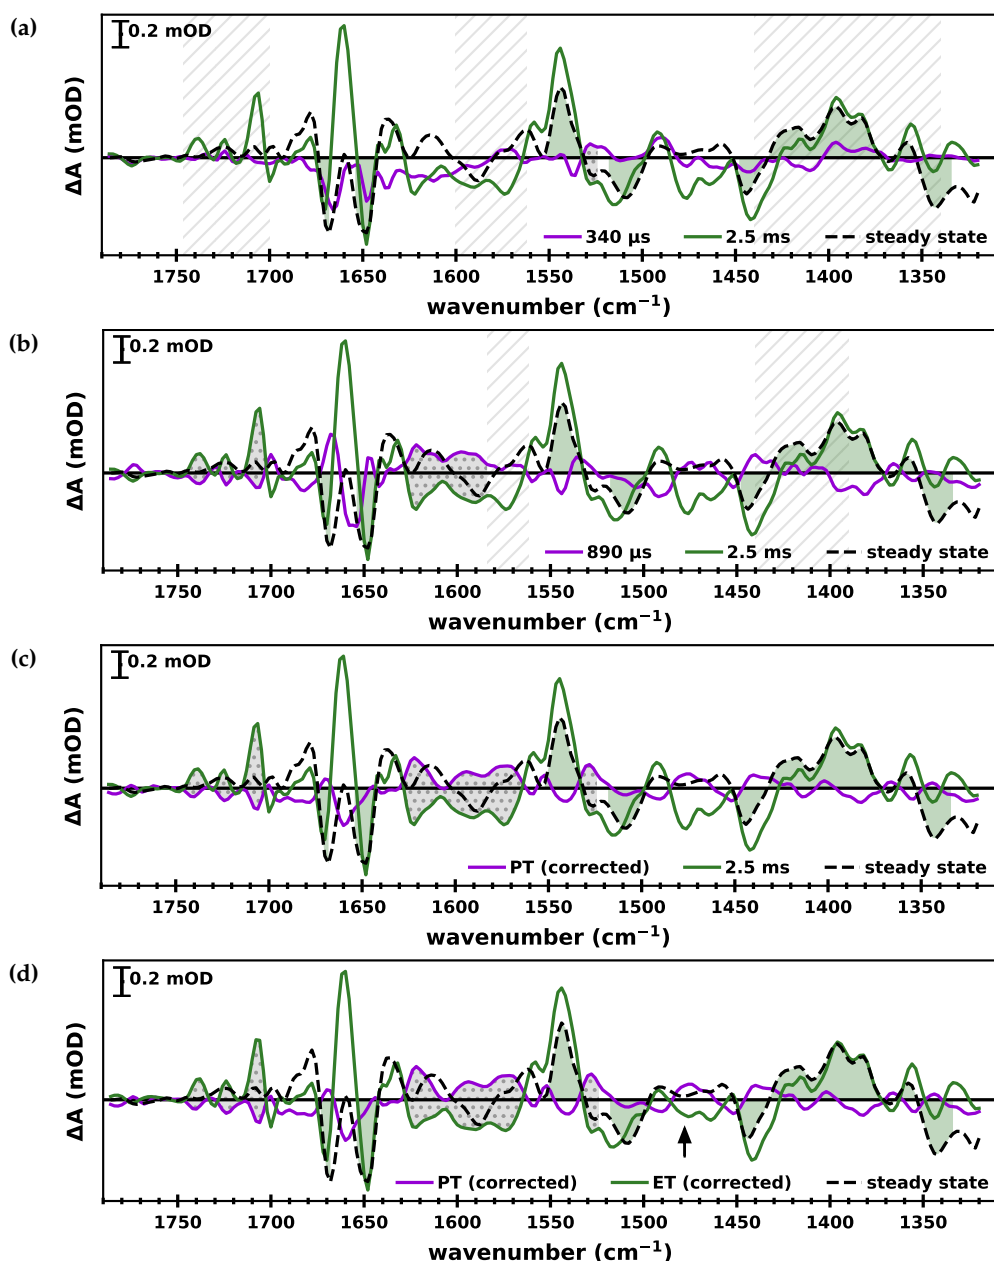 (a)
0.2 mOD
ΔA (mOD)
340 μs
2.5 ms
steady state
1750 1700 1650 1600 1550 1500 1450 1400 1350
wavenumber (cm⁻¹)
(b)
0.2 mOD
ΔA (mOD)
890 μs
2.5 ms
steady state
1750 1700 1650 1600 1550 1500 1450 1400 1350
wavenumber (cm⁻¹)
(c)
0.2 mOD
ΔA (mOD)
PT (corrected)
2.5 ms
steady state
1750 1700 1650 1600 1550 1500 1450 1400 1350
wavenumber (cm⁻¹)
(d)
0.2 mOD
ΔA (mOD)
PT (corrected)
ET (corrected)
steady state
1750 1700 1650 1600 1550 1500 1450 1400 1350
wavenumber (cm⁻¹)